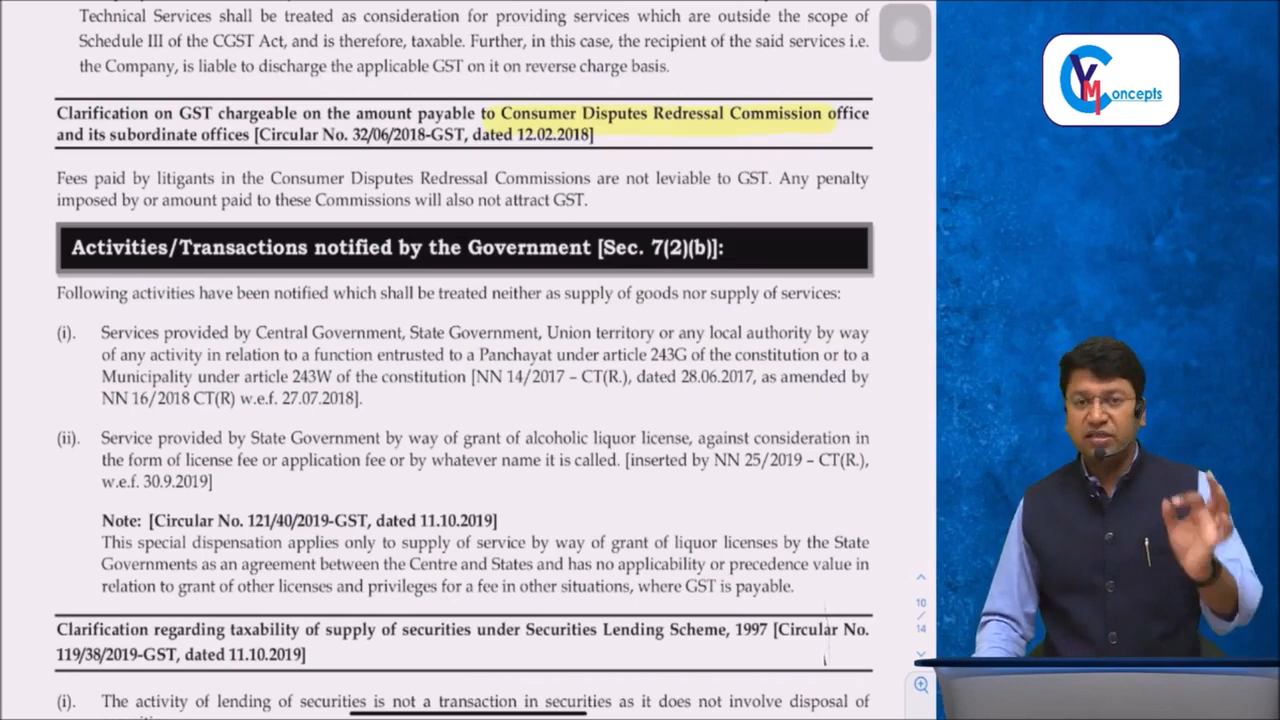 Technical Services shall be treated as consideration for providing services which are outside the scope of
Schedule III of the CGST Act, and is therefore, taxable. Further, in this case, the recipient of the said services i.e.
the Company, is liable to discharge the applicable GST on it on reverse charge basis.
Clarification on GST chargeable on the amount payable to Consumer Disputes Redressal Commission office
and its subordinate offices [Circular No. 32/06/2018-GST, dated 12.02.2018]
Fees paid by litigants in the Consumer Disputes Redressal Commissions are not leviable to GST. Any penalty
imposed by or amount paid to these Commissions will also not attract GST.
Activities/Transactions notified by the Government [Sec. 7(2)(b)]:
Following activities have been notified which shall be treated neither as supply of goods nor supply of services:
(i). Services provided by Central Government, State Government, Union territory or any local authority by way
of any activity in relation to a function entrusted to a Panchayat under article 243G of the constitution or to a
Municipality under article 243W of the constitution [NN 14/2017 – CT(R.), dated 28.06.2017, as amended by
NN 16/2018 CT(R) w.e.f. 27.07.2018].
(ii). Service provided by State Government by way of grant of alcoholic liquor license, against consideration in
the form of license fee or application fee or by whatever name it is called. [inserted by NN 25/2019 – CT(R.),
w.e.f. 30.9.2019]
Note: [Circular No. 121/40/2019-GST, dated 11.10.2019]
This special dispensation applies only to supply of service by way of grant of liquor licenses by the State
Governments as an agreement between the Centre and States and has no applicability or precedence value in
relation to grant of other licenses and privileges for a fee in other situations, where GST is payable.
Clarification regarding taxability of supply of securities under Securities Lending Scheme, 1997 [Circular No.
119/38/2019-GST, dated 11.10.2019]
(i). The activity of lending of securities is not a transaction in securities as it does not involve disposal of
YMConcepts
10
/
14